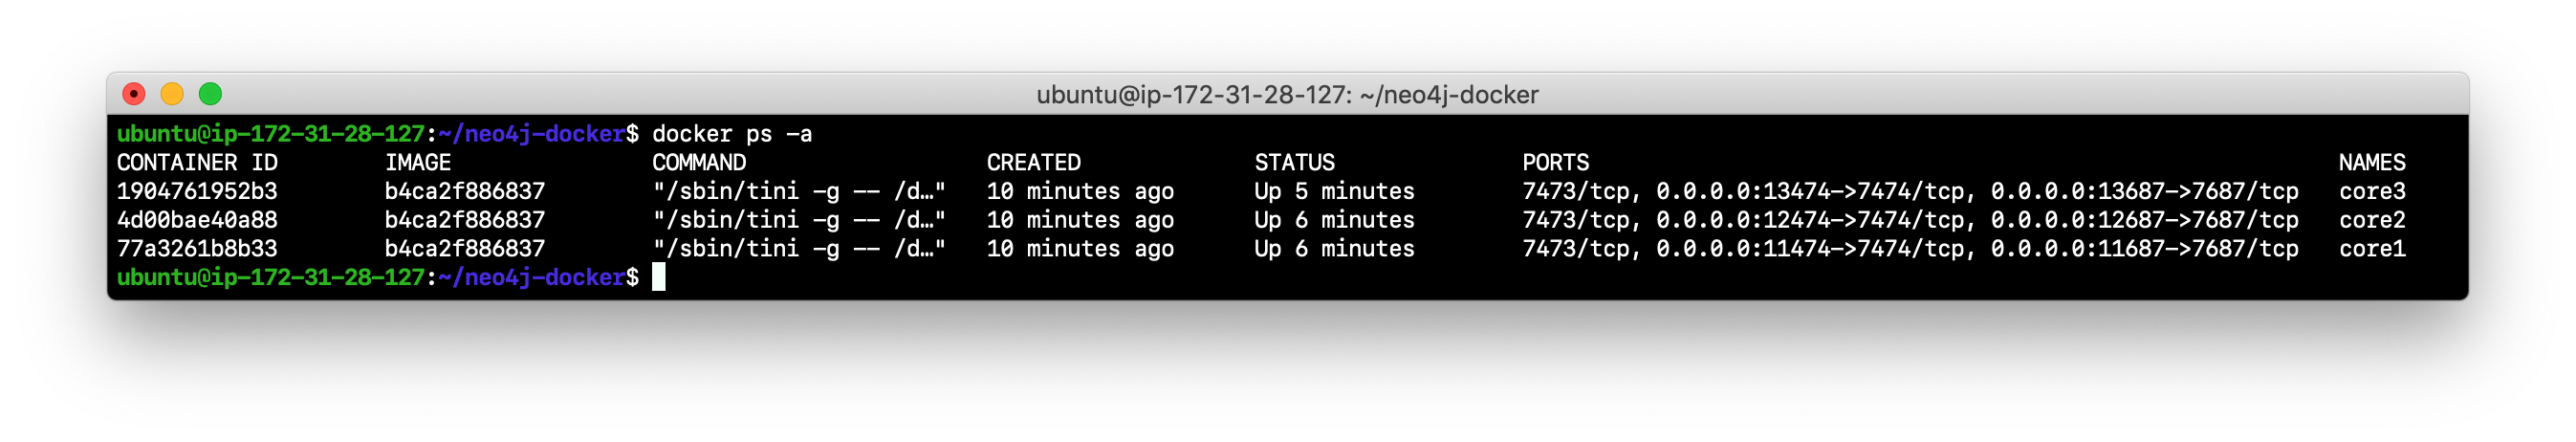 ubuntu@ip-172-31-28-127: ~/neo4j-docker
ubuntu@ip-172-31-28-127:~/neo4j-docker$ docker ps -a
CONTAINER ID        IMAGE               COMMAND                  CREATED             STATUS              PORTS                                                        NAMES
1904761952b3        b4ca2f886837        "/sbin/tini -g -- /d…"   10 minutes ago      Up 5 minutes        7473/tcp, 0.0.0.0:13474->7474/tcp, 0.0.0.0:13687->7687/tcp   core3
4d00bae40a88        b4ca2f886837        "/sbin/tini -g -- /d…"   10 minutes ago      Up 6 minutes        7473/tcp, 0.0.0.0:12474->7474/tcp, 0.0.0.0:12687->7687/tcp   core2
77a3261b8b33        b4ca2f886837        "/sbin/tini -g -- /d…"   10 minutes ago      Up 6 minutes        7473/tcp, 0.0.0.0:11474->7474/tcp, 0.0.0.0:11687->7687/tcp   core1
ubuntu@ip-172-31-28-127:~/neo4j-docker$